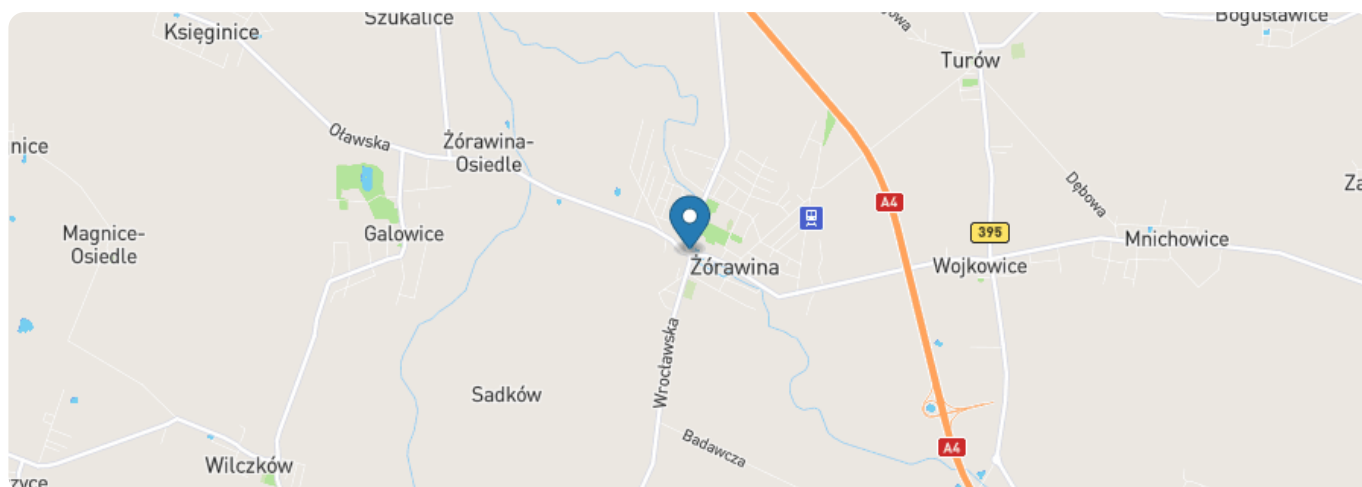 Szukalice
Księginice
Bogusławice
Turów
Oławska
Żórawina-
Osiedle
nice
Dębowa
A4
Magnice-
Osiedle
Galowice
395
Mnichowice
Żórawina
Wojkowice
Wrocławska
Sadków
Badawcza
A4
Wilczków